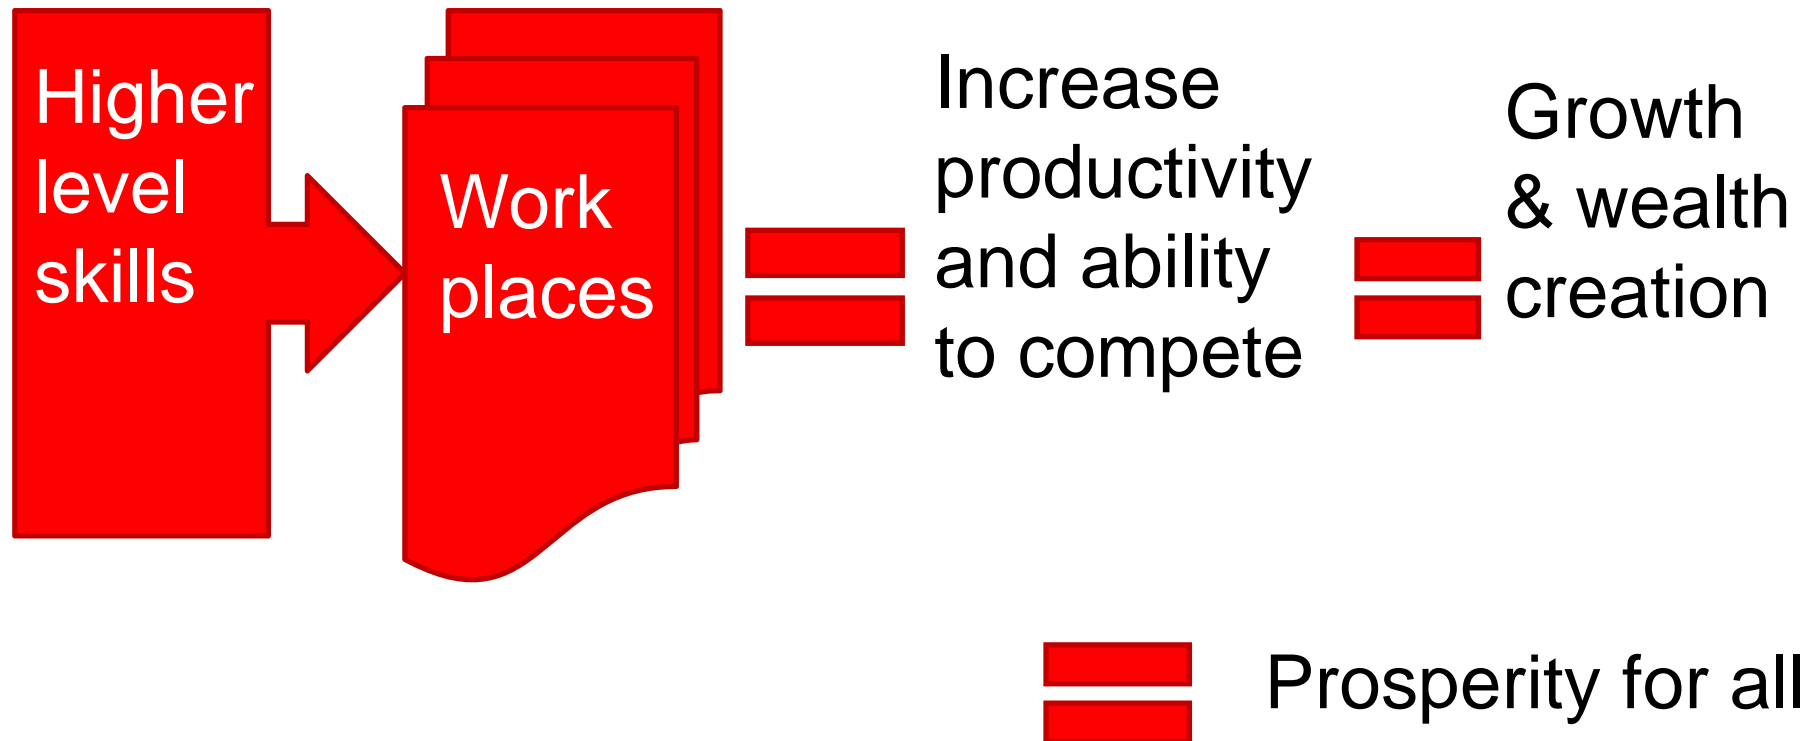 Higher
level
skills
Work
places
Increase
productivity
and ability
to compete
Growth
& wealth
creation
Prosperity for all